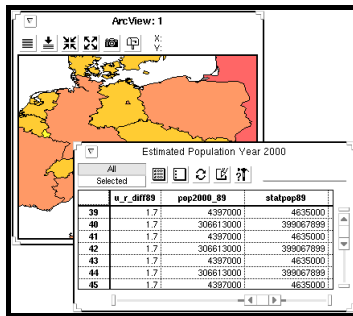 ArcView: 1
X:
Y:
Estimated Population Year 2000
All
Selected
u_r_diff89 pop2000_89 statpop89
39 1.7 4397000 4635000
40 1.7 306613000 399067899
41 1.7 4397000 4635000
42 1.7 306613000 399067899
43 1.7 4397000 4635000
44 1.7 306613000 399067899
45 1.7 4397000 4635000